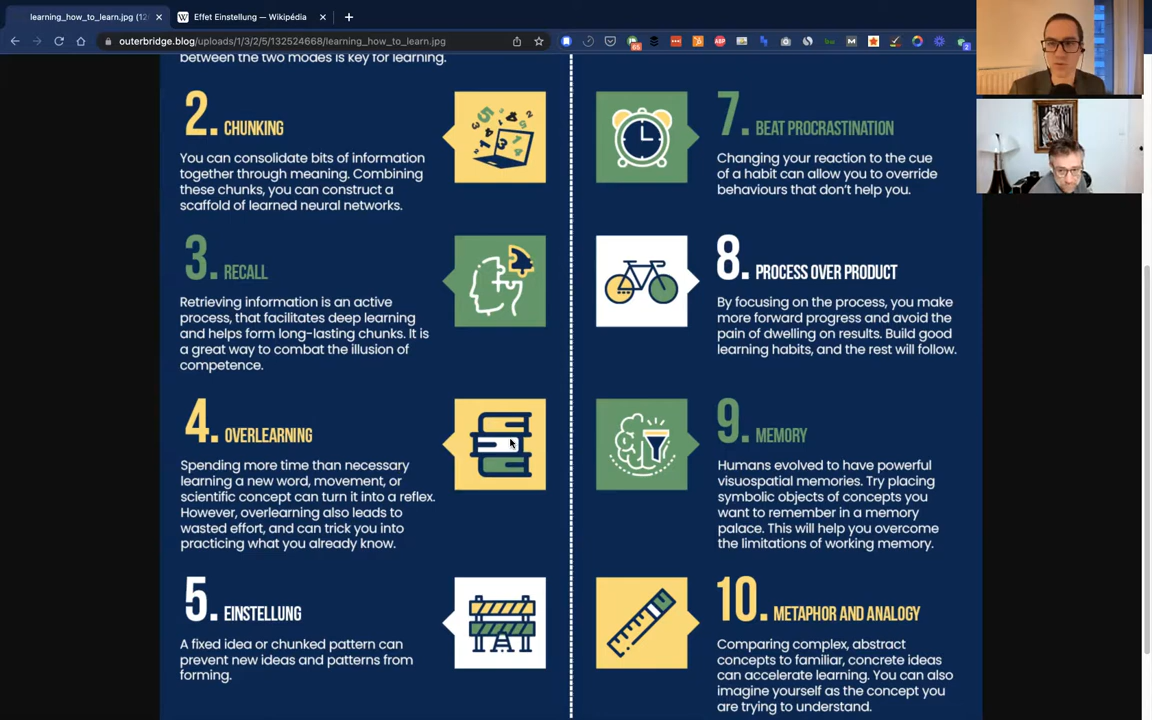 learning_how_to_learn.jpg (12
Effet Einstellung — Wikipédia
outerbridge.blog/uploads/1/3/2/5/132524668/learning_how_to_learn.jpg
between the two modes is key for learning.
2. CHUNKING
You can consolidate bits of information
together through meaning. Combining
these chunks, you can construct a
scaffold of learned neural networks.
3. RECALL
Retrieving information is an active
process, that facilitates deep learning
and helps form long-lasting chunks. It is
a great way to combat the illusion of
competence.
4. OVERLEARNING
Spending more time than necessary
learning a new word, movement, or
scientific concept can turn it into a reflex.
However, overlearning also leads to
wasted effort, and can trick you into
practicing what you already know.
5. EINSTELLUNG
A fixed idea or chunked pattern can
prevent new ideas and patterns from
forming.
7. BEAT PROCRASTINATION
Changing your reaction to the cue
of a habit can allow you to override
behaviours that don't help you.
8. PROCESS OVER PRODUCT
By focusing on the process, you make
more forward progress and avoid the
pain of dwelling on results. Build good
learning habits, and the rest will follow.
9. MEMORY
Humans evolved to have powerful
visuospatial memories. Try placing
symbolic objects of concepts you
want to remember in a memory
palace. This will help you overcome
the limitations of working memory.
10. METAPHOR AND ANALOGY
Comparing complex, abstract
concepts to familiar, concrete ideas
can accelerate learning. You can also
imagine yourself as the concept you
are trying to understand.